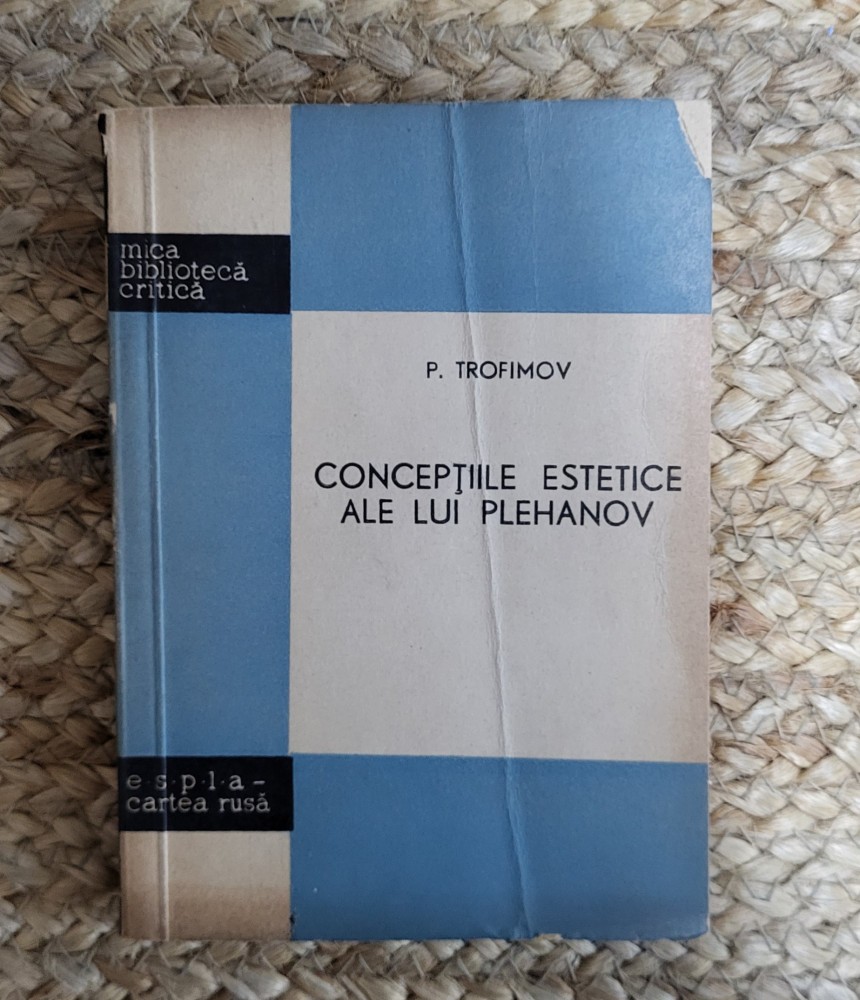 mica
bibliotecă
critică
P. TROFIMOV
CONCEPŢIILE ESTETICE
ALE LUI PLEHANOV
e·s·p·l·a–
cartea rusă